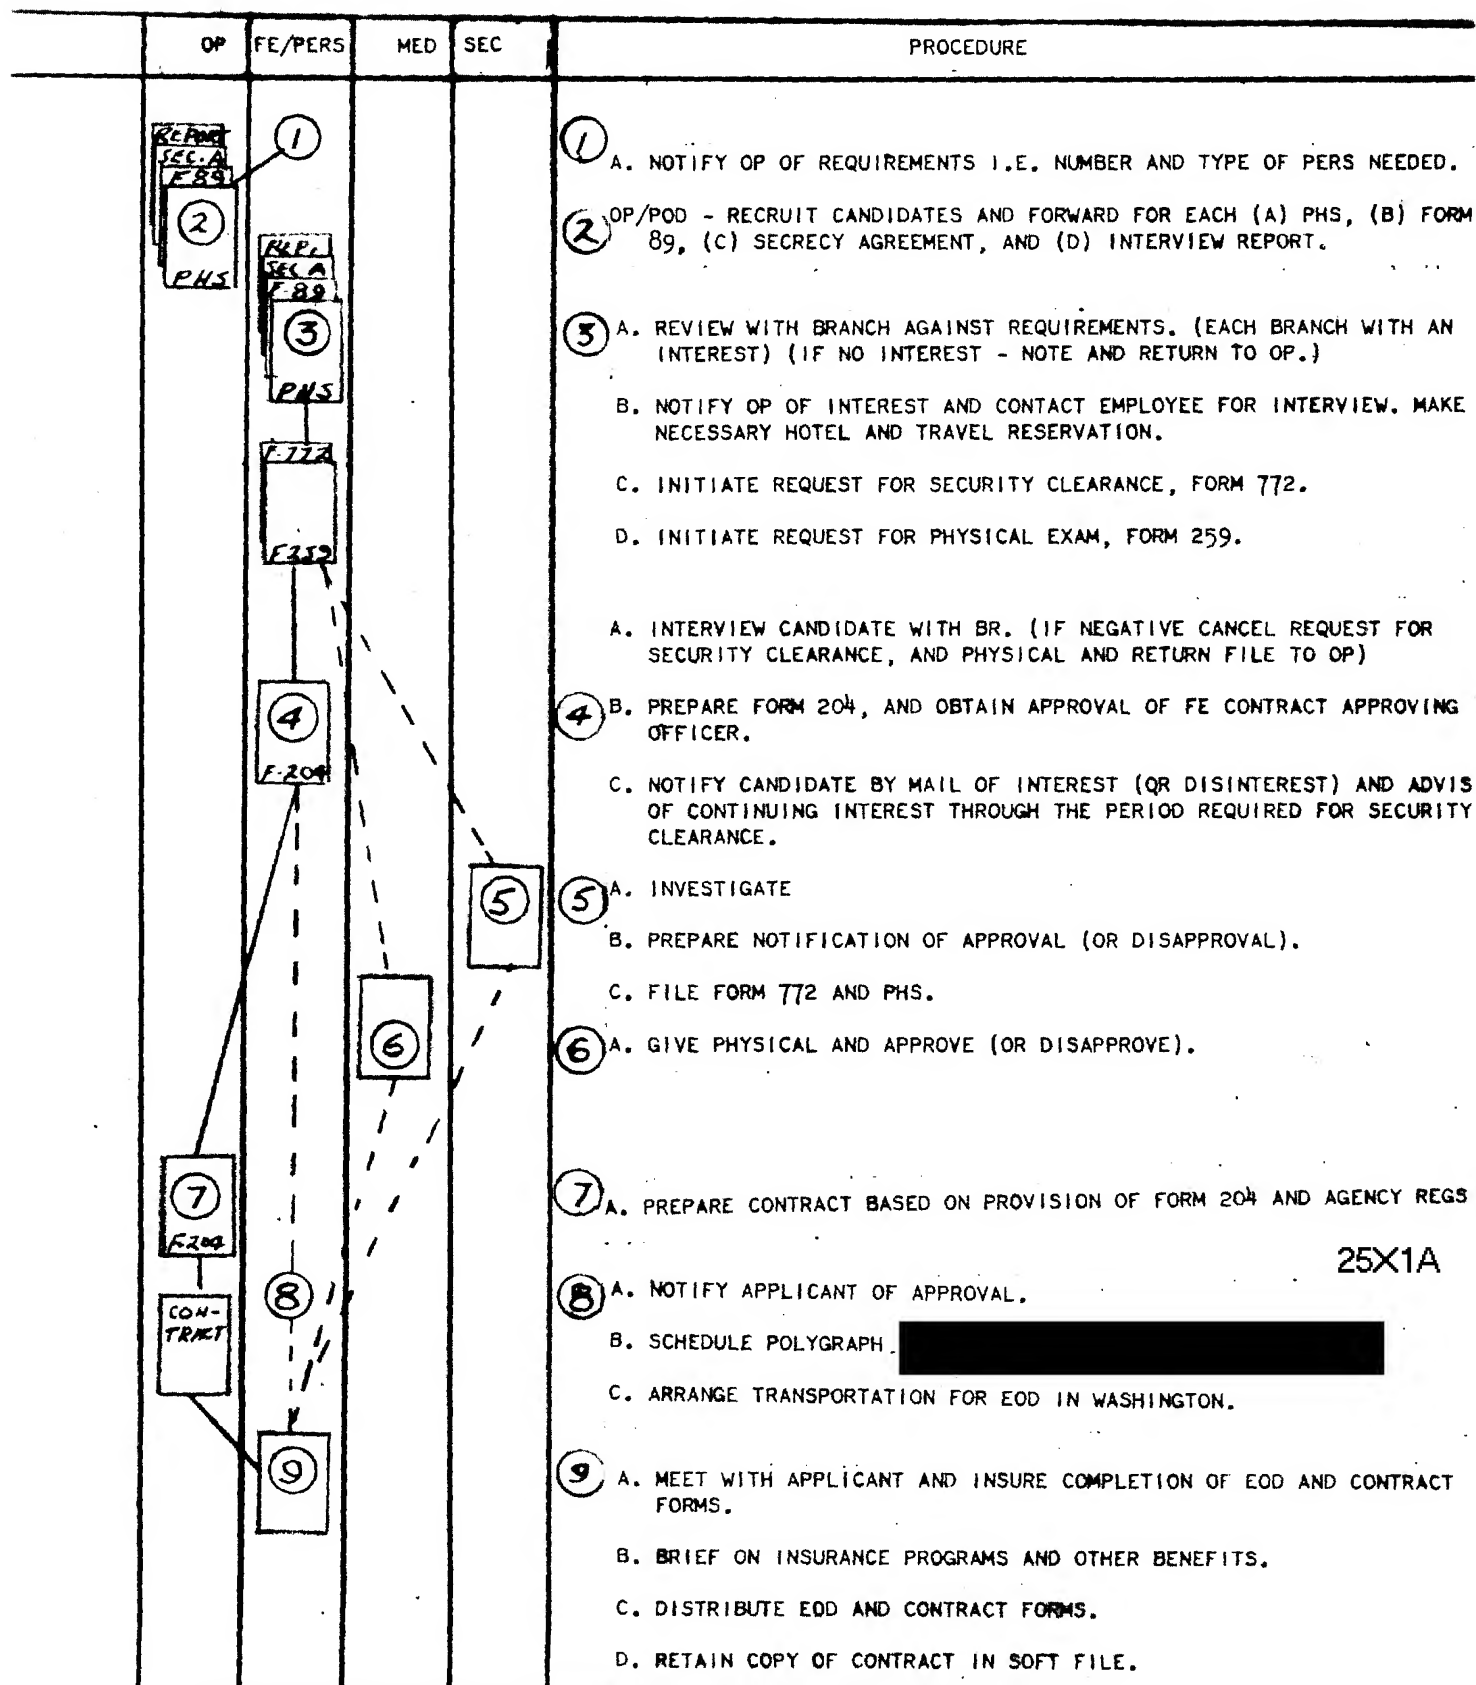 OP FE/PERS MED SEC PROCEDURE
REPORT
SEC. A
F 89
2
PHS
1
REP.
SEC A
F-89
3
PHS
F-772
F259
4
F-204
5
6
7
F-204
8
CON-
TRACT
9
1 A. NOTIFY OP OF REQUIREMENTS I.E. NUMBER AND TYPE OF PERS NEEDED.
2 OP/POD - RECRUIT CANDIDATES AND FORWARD FOR EACH (A) PHS, (B) FORM
89, (C) SECRECY AGREEMENT, AND (D) INTERVIEW REPORT.
3 A. REVIEW WITH BRANCH AGAINST REQUIREMENTS. (EACH BRANCH WITH AN
INTEREST) (IF NO INTEREST - NOTE AND RETURN TO OP.)
B. NOTIFY OP OF INTEREST AND CONTACT EMPLOYEE FOR INTERVIEW. MAKE
NECESSARY HOTEL AND TRAVEL RESERVATION.
C. INITIATE REQUEST FOR SECURITY CLEARANCE, FORM 772.
D. INITIATE REQUEST FOR PHYSICAL EXAM, FORM 259.
A. INTERVIEW CANDIDATE WITH BR. (IF NEGATIVE CANCEL REQUEST FOR
SECURITY CLEARANCE, AND PHYSICAL AND RETURN FILE TO OP)
4 B. PREPARE FORM 204, AND OBTAIN APPROVAL OF FE CONTRACT APPROVING
OFFICER.
C. NOTIFY CANDIDATE BY MAIL OF INTEREST (OR DISINTEREST) AND ADVIS
OF CONTINUING INTEREST THROUGH THE PERIOD REQUIRED FOR SECURITY
CLEARANCE.
5 A. INVESTIGATE
B. PREPARE NOTIFICATION OF APPROVAL (OR DISAPPROVAL).
C. FILE FORM 772 AND PHS.
6 A. GIVE PHYSICAL AND APPROVE (OR DISAPPROVE).
7 A. PREPARE CONTRACT BASED ON PROVISION OF FORM 204 AND AGENCY REGS
25X1A
8 A. NOTIFY APPLICANT OF APPROVAL.
B. SCHEDULE POLYGRAPH.
C. ARRANGE TRANSPORTATION FOR EOD IN WASHINGTON.
9 A. MEET WITH APPLICANT AND INSURE COMPLETION OF EOD AND CONTRACT
FORMS.
B. BRIEF ON INSURANCE PROGRAMS AND OTHER BENEFITS.
C. DISTRIBUTE EOD AND CONTRACT FORMS.
D. RETAIN COPY OF CONTRACT IN SOFT FILE.